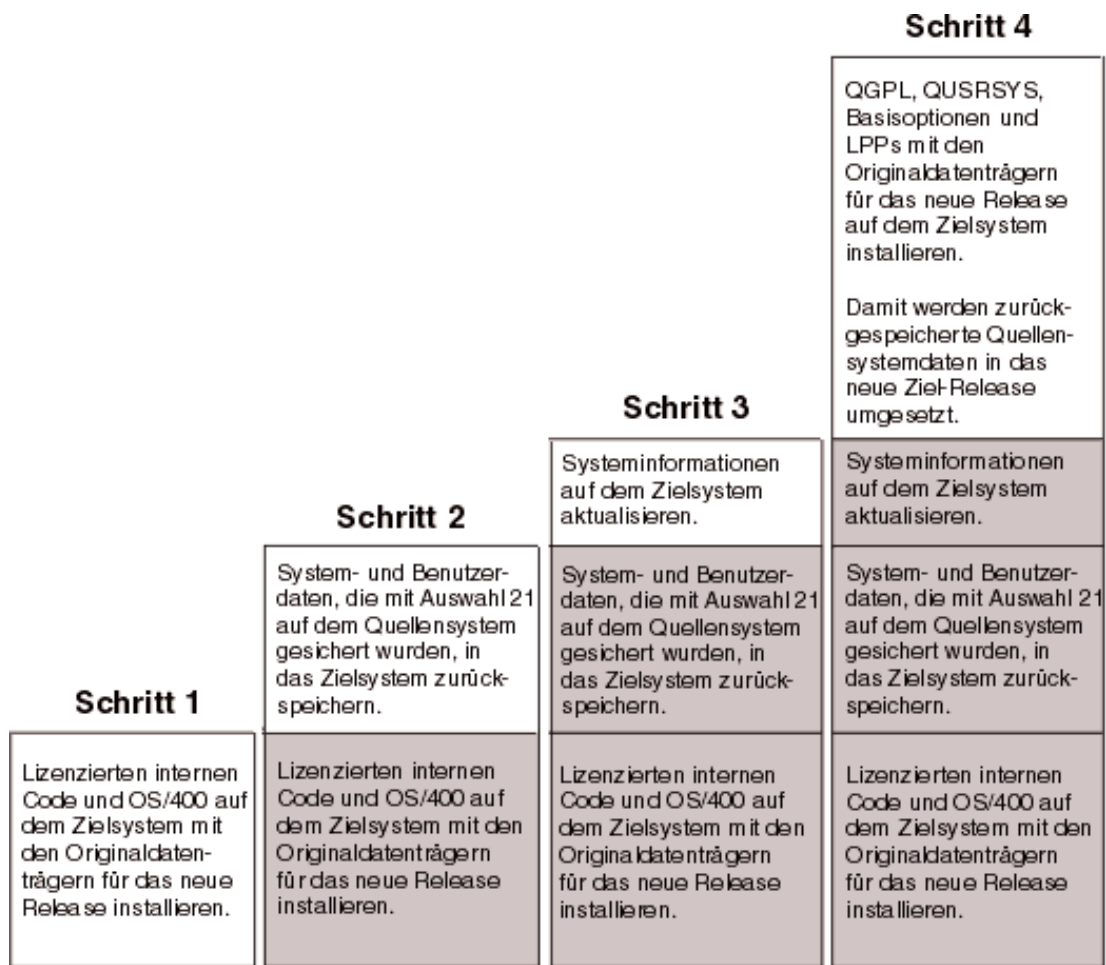 Schritt 1
Lizenzierten internen
Code und OS/400 auf
dem Zielsystem mit
den Originaldaten-
trägern für das neue
Release installieren.
Schritt 2
System- und Benutzer-
daten, die mit Auswahl 21
auf dem Quellensystem
gesichert wurden, in
das Zielsystem zurück-
speichern.
Lizenzierten internen
Code und OS/400 auf
dem Zielsystem mit den
Originaldatenträgern
für das neue Release
installieren.
Schritt 3
Systeminformationen
auf dem Zielsystem
aktualisieren.
System- und Benutzer-
daten, die mit Auswahl 21
auf dem Quellensystem
gesichert wurden, in
das Zielsystem zurück-
speichern.
Lizenzierten internen
Code und OS/400 auf
dem Zielsystem mit den
Originaldatenträgern
für das neue Release
installieren.
Schritt 4
QGPL, QUSRSYS,
Basisoptionen und
LPPs mit den
Originaldatenträgern
für das neue Release
auf dem Zielsystem
installieren.
Damit werden zurück-
gespeicherte Quellen-
systemdaten in das
neue Ziel-Release
umgesetzt.
Systeminformationen
auf dem Zielsystem
aktualisieren.
System- und Benutzer-
daten, die mit Auswahl 21
auf dem Quellensystem
gesichert wurden, in
das Zielsystem zurück-
speichern.
Lizenzierten internen
Code und OS/400 auf
dem Zielsystem mit den
Originaldatenträgern
für das neue Release
installieren.